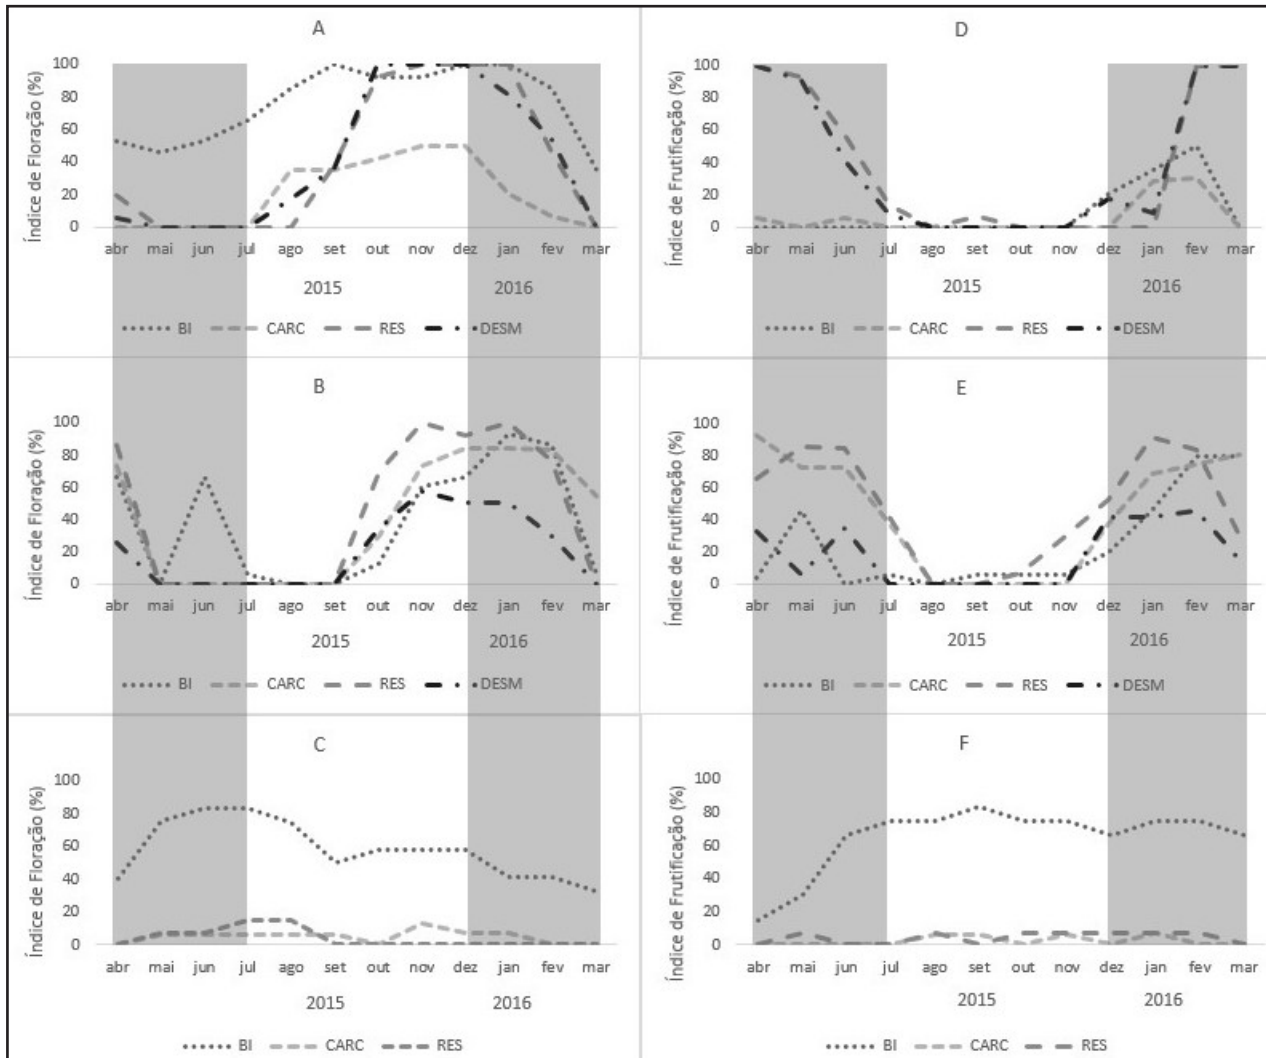 A
Índice de Floração (%)
100
80
60
40
20
0
abr mai jun jul ago set out nov dez jan fev mar
2015 2016
BI CARC RES DESM
D
Índice de Frutificação (%)
100
80
60
40
20
0
abr mai jun jul ago set out nov dez jan fev mar
2015 2016
BI CARC RES DESM
B
Índice de Floração (%)
100
80
60
40
20
0
abr mai jun jul ago set out nov dez jan fev mar
2015 2016
BI CARC RES DESM
E
Índice de Frutificação (%)
100
80
60
40
20
0
abr mai jun jul ago set out nov dez jan fev mar
2015 2016
BI CARC RES DESM
C
Índice de Floração (%)
100
80
60
40
20
0
abr mai jun jul ago set out nov dez jan fev mar
2015 2016
BI CARC RES
F
Índice de Frutificação (%)
100
80
60
40
20
0
abr mai jun jul ago set out nov dez jan fev mar
2015 2016
BI CARC RES